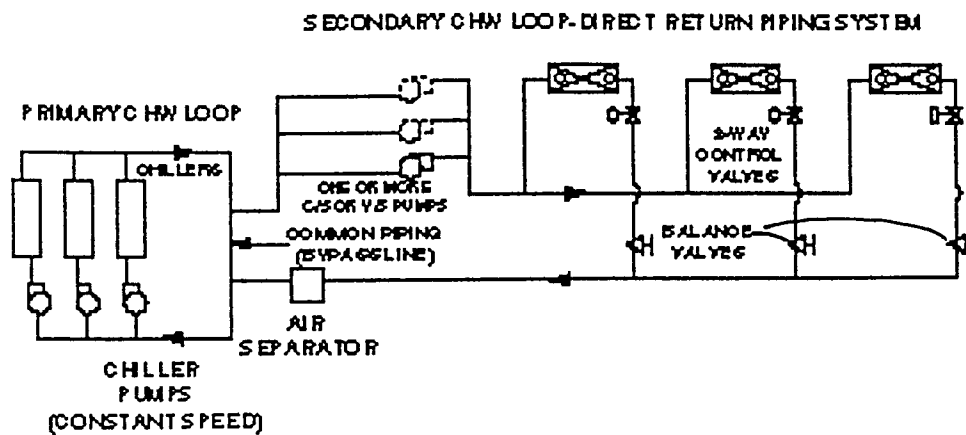 SECONDARY CHW LOOP-DIRECT RETURN PIPING SYSTEM
PRIMARY CHW LOOP
CHILLERS
ONE OR MORE
C/S OR V/S PUMPS
2-WAY
CONTROL
VALVES
COMMON PIPING
(BYPASS LINE)
BALANCE
VALVES
AIR
SEPARATOR
CHILLER
PUMPS
(CONSTANT SPEED)